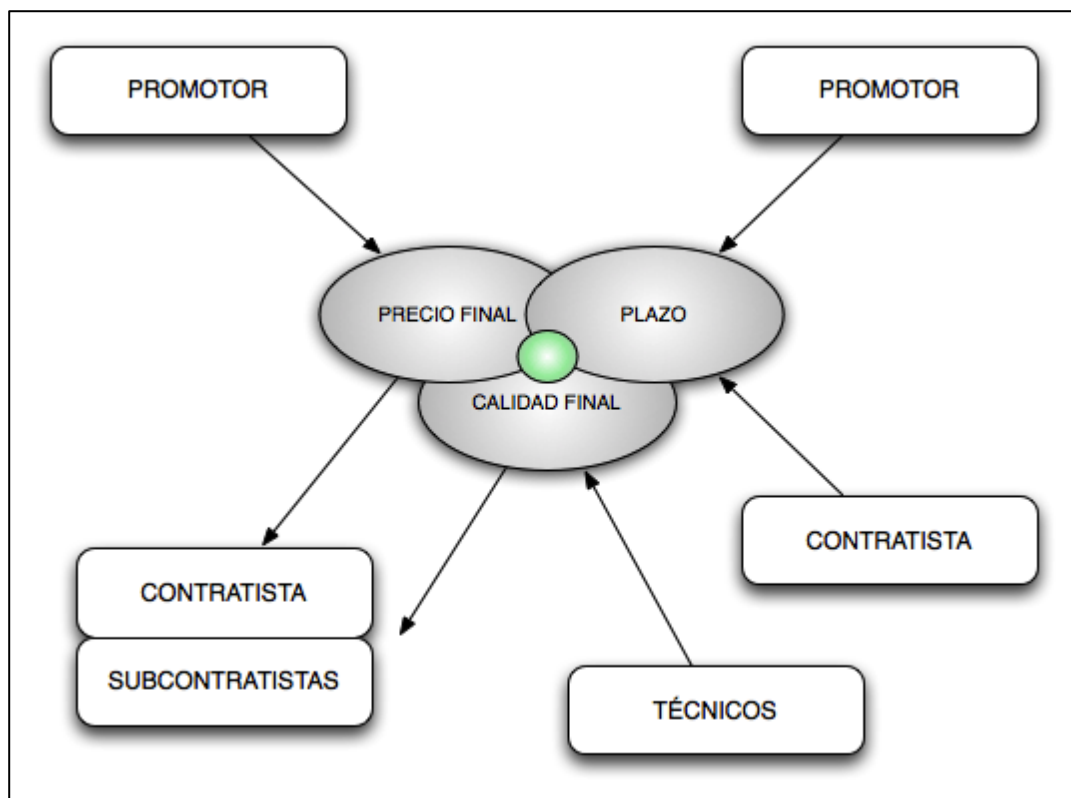 PROMOTOR
PROMOTOR
PRECIO FINAL
PLAZO
CALIDAD FINAL
CONTRATISTA
CONTRATISTA
SUBCONTRATISTAS
TÉCNICOS